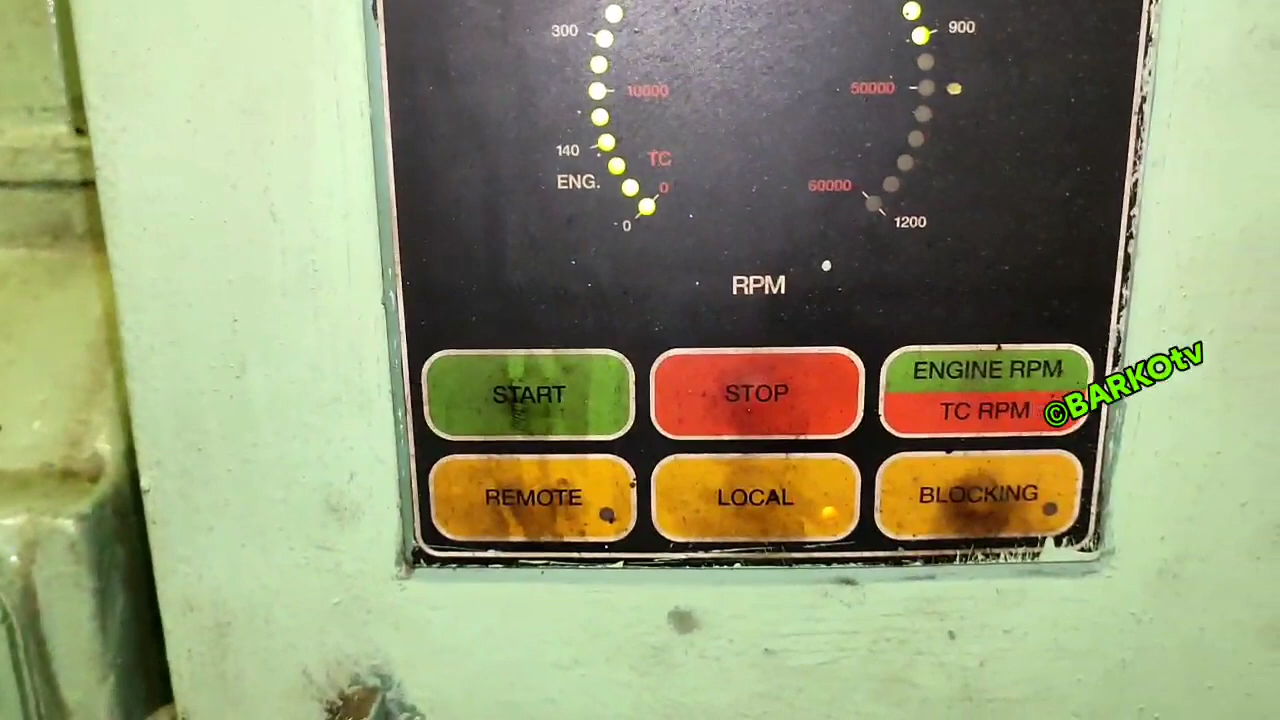 300
900
10000
50000
140
TC
ENG.
0
60000
0
1200
RPM
START
STOP
ENGINE RPM
TC RPM
REMOTE
LOCAL
BLOCKING
©BARKOtv